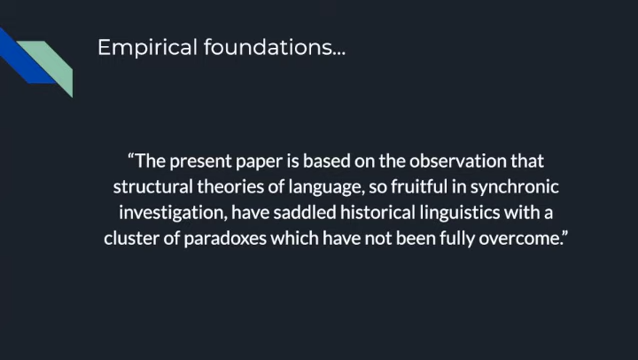 Empirical foundations...
“The present paper is based on the observation that
structural theories of language, so fruitful in synchronic
investigation, have saddled historical linguistics with a
cluster of paradoxes which have not been fully overcome.”